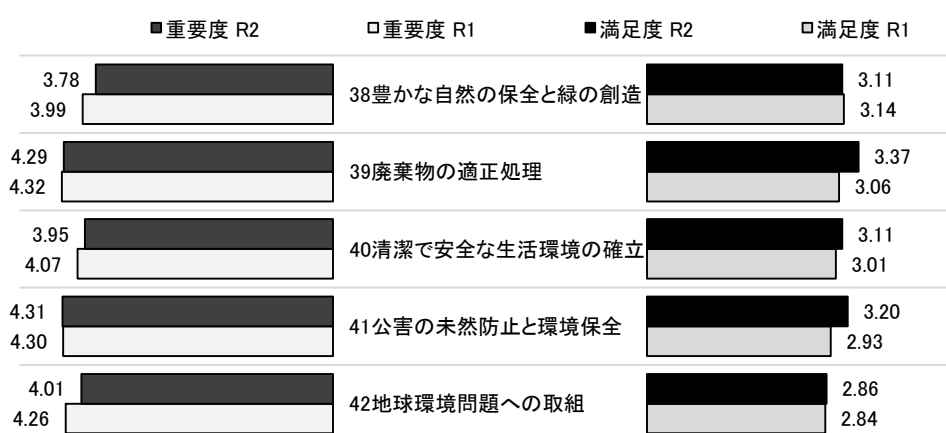 ■重要度 R2 □重要度 R1 ■満足度 R2 □満足度 R1
3.78 3.11
38豊かな自然の保全と緑の創造
3.99 3.14
4.29 3.37
39廃棄物の適正処理
4.32 3.06
3.95 3.11
40清潔で安全な生活環境の確立
4.07 3.01
4.31 3.20
41公害の未然防止と環境保全
4.30 2.93
4.01 2.86
42地球環境問題への取組
4.26 2.84